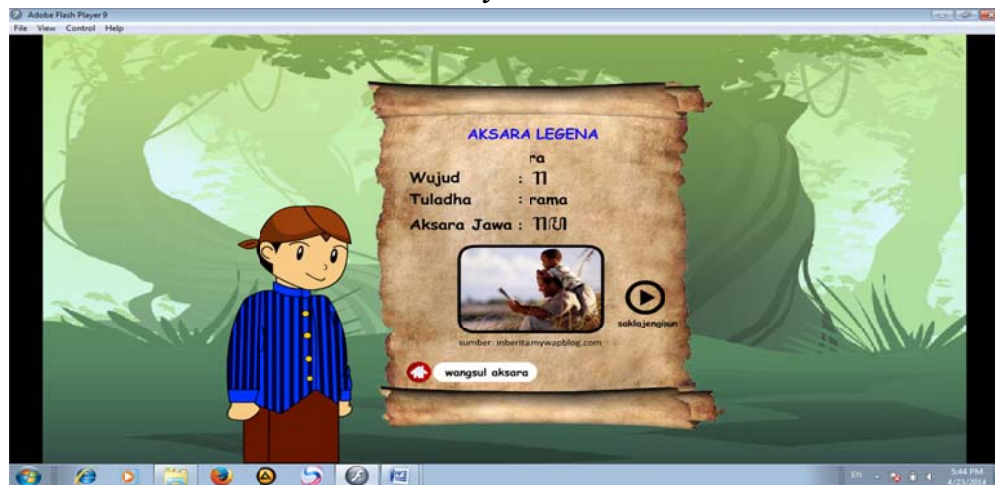 Adobe Flash Player 9
File View Control Help
AKSARA LEGENA
ra
Wujud : ꦫ
Tuladha : rama
Aksara Jawa : ꦫꦩ
saklajengipun
sumber: inberitamywapblog.com
wangsul aksara
EN
5:44 PM
4/23/2014